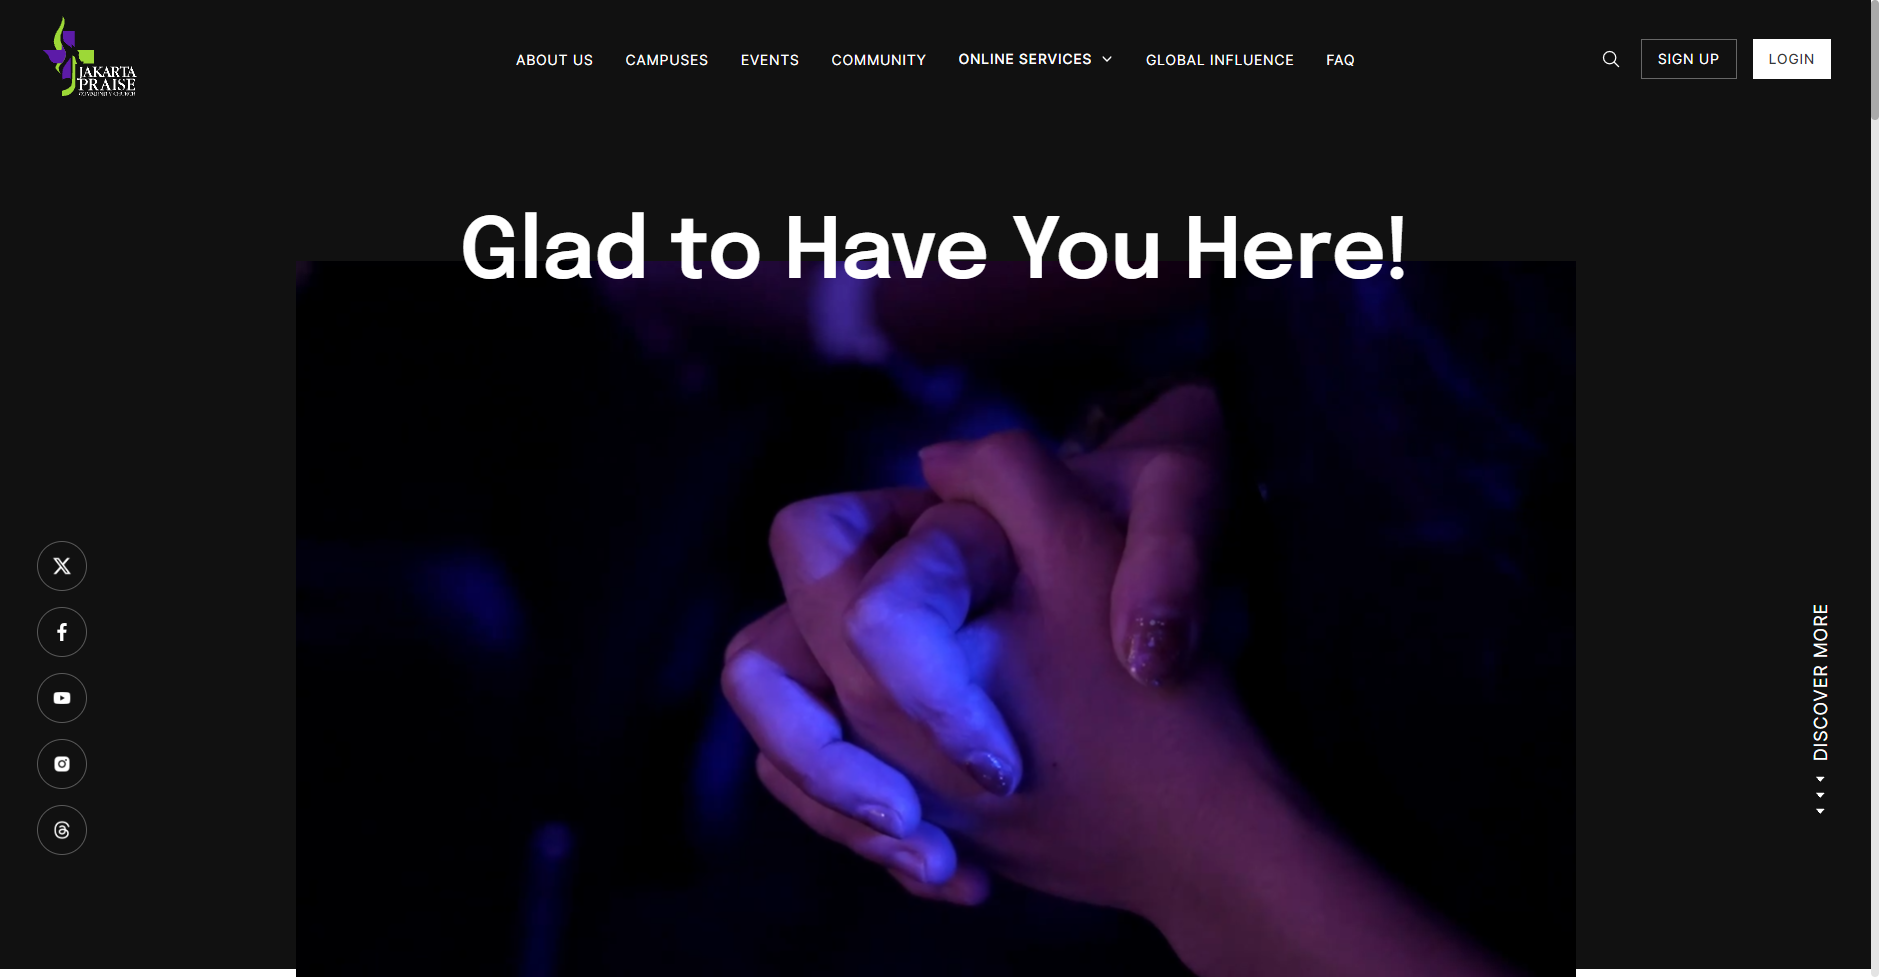 JAKARTA
PRAISE
COMMUNITY CHURCH
ABOUT US
CAMPUSES
EVENTS
COMMUNITY
ONLINE SERVICES
GLOBAL INFLUENCE
FAQ
SIGN UP
LOGIN
Glad to Have You Here!
DISCOVER MORE